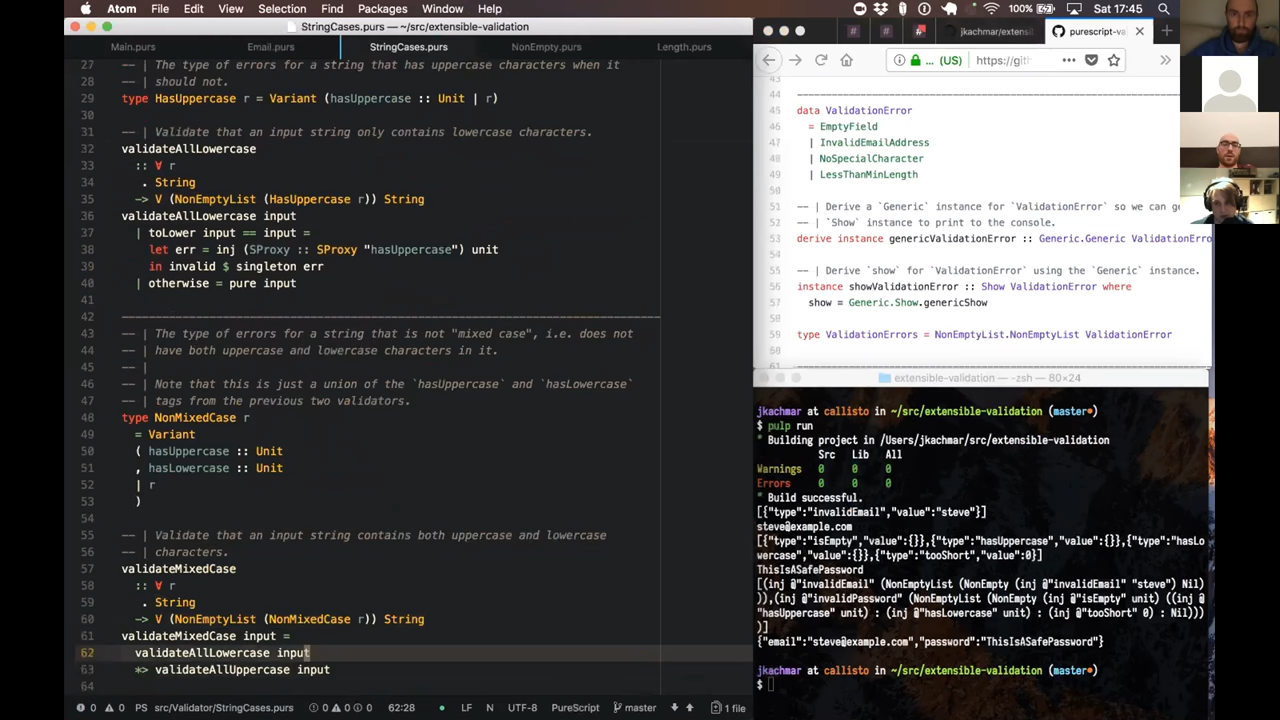 Atom File Edit View Selection Find Packages Window Help
100% Sat 17:45
StringCases.purs — ~/src/extensible-validation
Main.purs Email.purs StringCases.purs NonEmpty.purs Length.purs
27 -- | The type of errors for a string that has uppercase characters when it
28 -- | should not.
29 type HasUppercase r = Variant (hasUppercase :: Unit | r)
30
31 -- | Validate that an input string only contains lowercase characters.
32 validateAllLowercase
33 :: ∀ r
34 . String
35 -> V (NonEmptyList (HasUppercase r)) String
36 validateAllLowercase input
37 | toLower input == input =
38 let err = inj (SProxy :: SProxy "hasUppercase") unit
39 in invalid $ singleton err
40 | otherwise = pure input
41
42 --------------------------------------------------------------------------------
43 -- | The type of errors for a string that is not "mixed case", i.e. does not
44 -- | have both uppercase and lowercase characters in it.
45 -- |
46 -- | Note that this is just a union of the `hasUppercase` and `hasLowercase`
47 -- | tags from the previous two validators.
48 type NonMixedCase r
49 = Variant
50 ( hasUppercase :: Unit
51 , hasLowercase :: Unit
52 | r
53 )
54
55 -- | Validate that an input string contains both uppercase and lowercase
56 -- | characters.
57 validateMixedCase
58 :: ∀ r
59 . String
60 -> V (NonEmptyList (NonMixedCase r)) String
61 validateMixedCase input =
62 validateAllLowercase input
63 *> validateAllUppercase input
64
0 0 PS src/Validator/StringCases.purs 0 0 0 62:28 LF N UTF-8 PureScript master 1 file
# # jkachmar/extensi purescript-va
... (US) https://gith
43
44 --------------------------------------------------------------------------------
45 data ValidationError
46 = EmptyField
47 | InvalidEmailAddress
48 | NoSpecialCharacter
49 | LessThanMinLength
50
51 -- | Derive a `Generic` instance for `ValidationError` so we can ge
52 -- | `Show` instance to print to the console.
53 derive instance genericValidationError :: Generic.Generic ValidationErro
54
55 -- | Derive `show` for `ValidationError` using the `Generic` instance.
56 instance showValidationError :: Show ValidationError where
57 show = Generic.Show.genericShow
58
59 type ValidationErrors = NonEmptyList.NonEmptyList ValidationError
60
61
extensible-validation — -zsh — 80×24
jkachmar at callisto in ~/src/extensible-validation (master●)
$ pulp run
* Building project in /Users/jkachmar/src/extensible-validation
Src Lib All
Warnings 0 0 0
Errors 0 0 0
* Build successful.
[{"type":"invalidEmail","value":"steve"}]
steve@example.com
[{"type":"isEmpty","value":{}},{"type":"hasUppercase","value":{}},{"type":"hasLo
wercase","value":{}},{"type":"tooShort","value":0}]
ThisIsASafePassword
[(inj @"invalidEmail" (NonEmptyList (NonEmpty (inj @"invalidEmail" "steve") Nil)
)),(inj @"invalidPassword" (NonEmptyList (NonEmpty (inj @"isEmpty" unit) ((inj @
"hasUppercase" unit) : (inj @"hasLowercase" unit) : (inj @"tooShort" 0) : Nil)))
)]
{"email":"steve@example.com","password":"ThisIsASafePassword"}
jkachmar at callisto in ~/src/extensible-validation (master●)
$